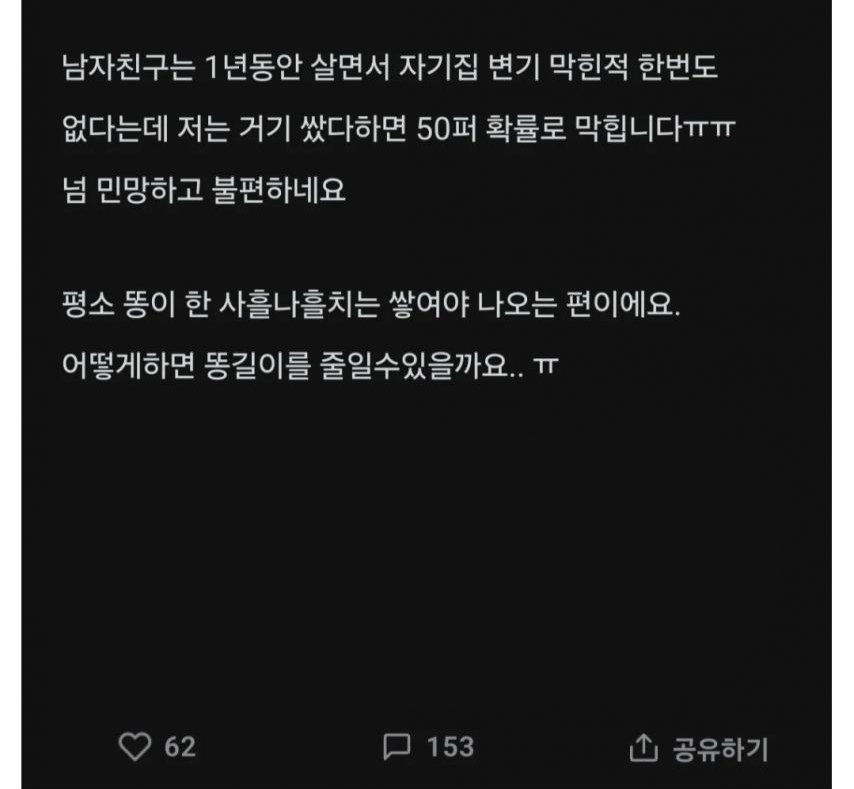 남자친구는 1년동안 살면서 자기집 변기 막힌적 한번도
없다는데 저는 거기 쌌다하면 50퍼 확률로 막힙니다ㅠㅠ
넘 민망하고 불편하네요
평소 똥이 한 사흘나흘치는 쌓여야 나오는 편이에요.
어떻게하면 똥길이를 줄일수있을까요.. ㅠ
62
153
공유하기